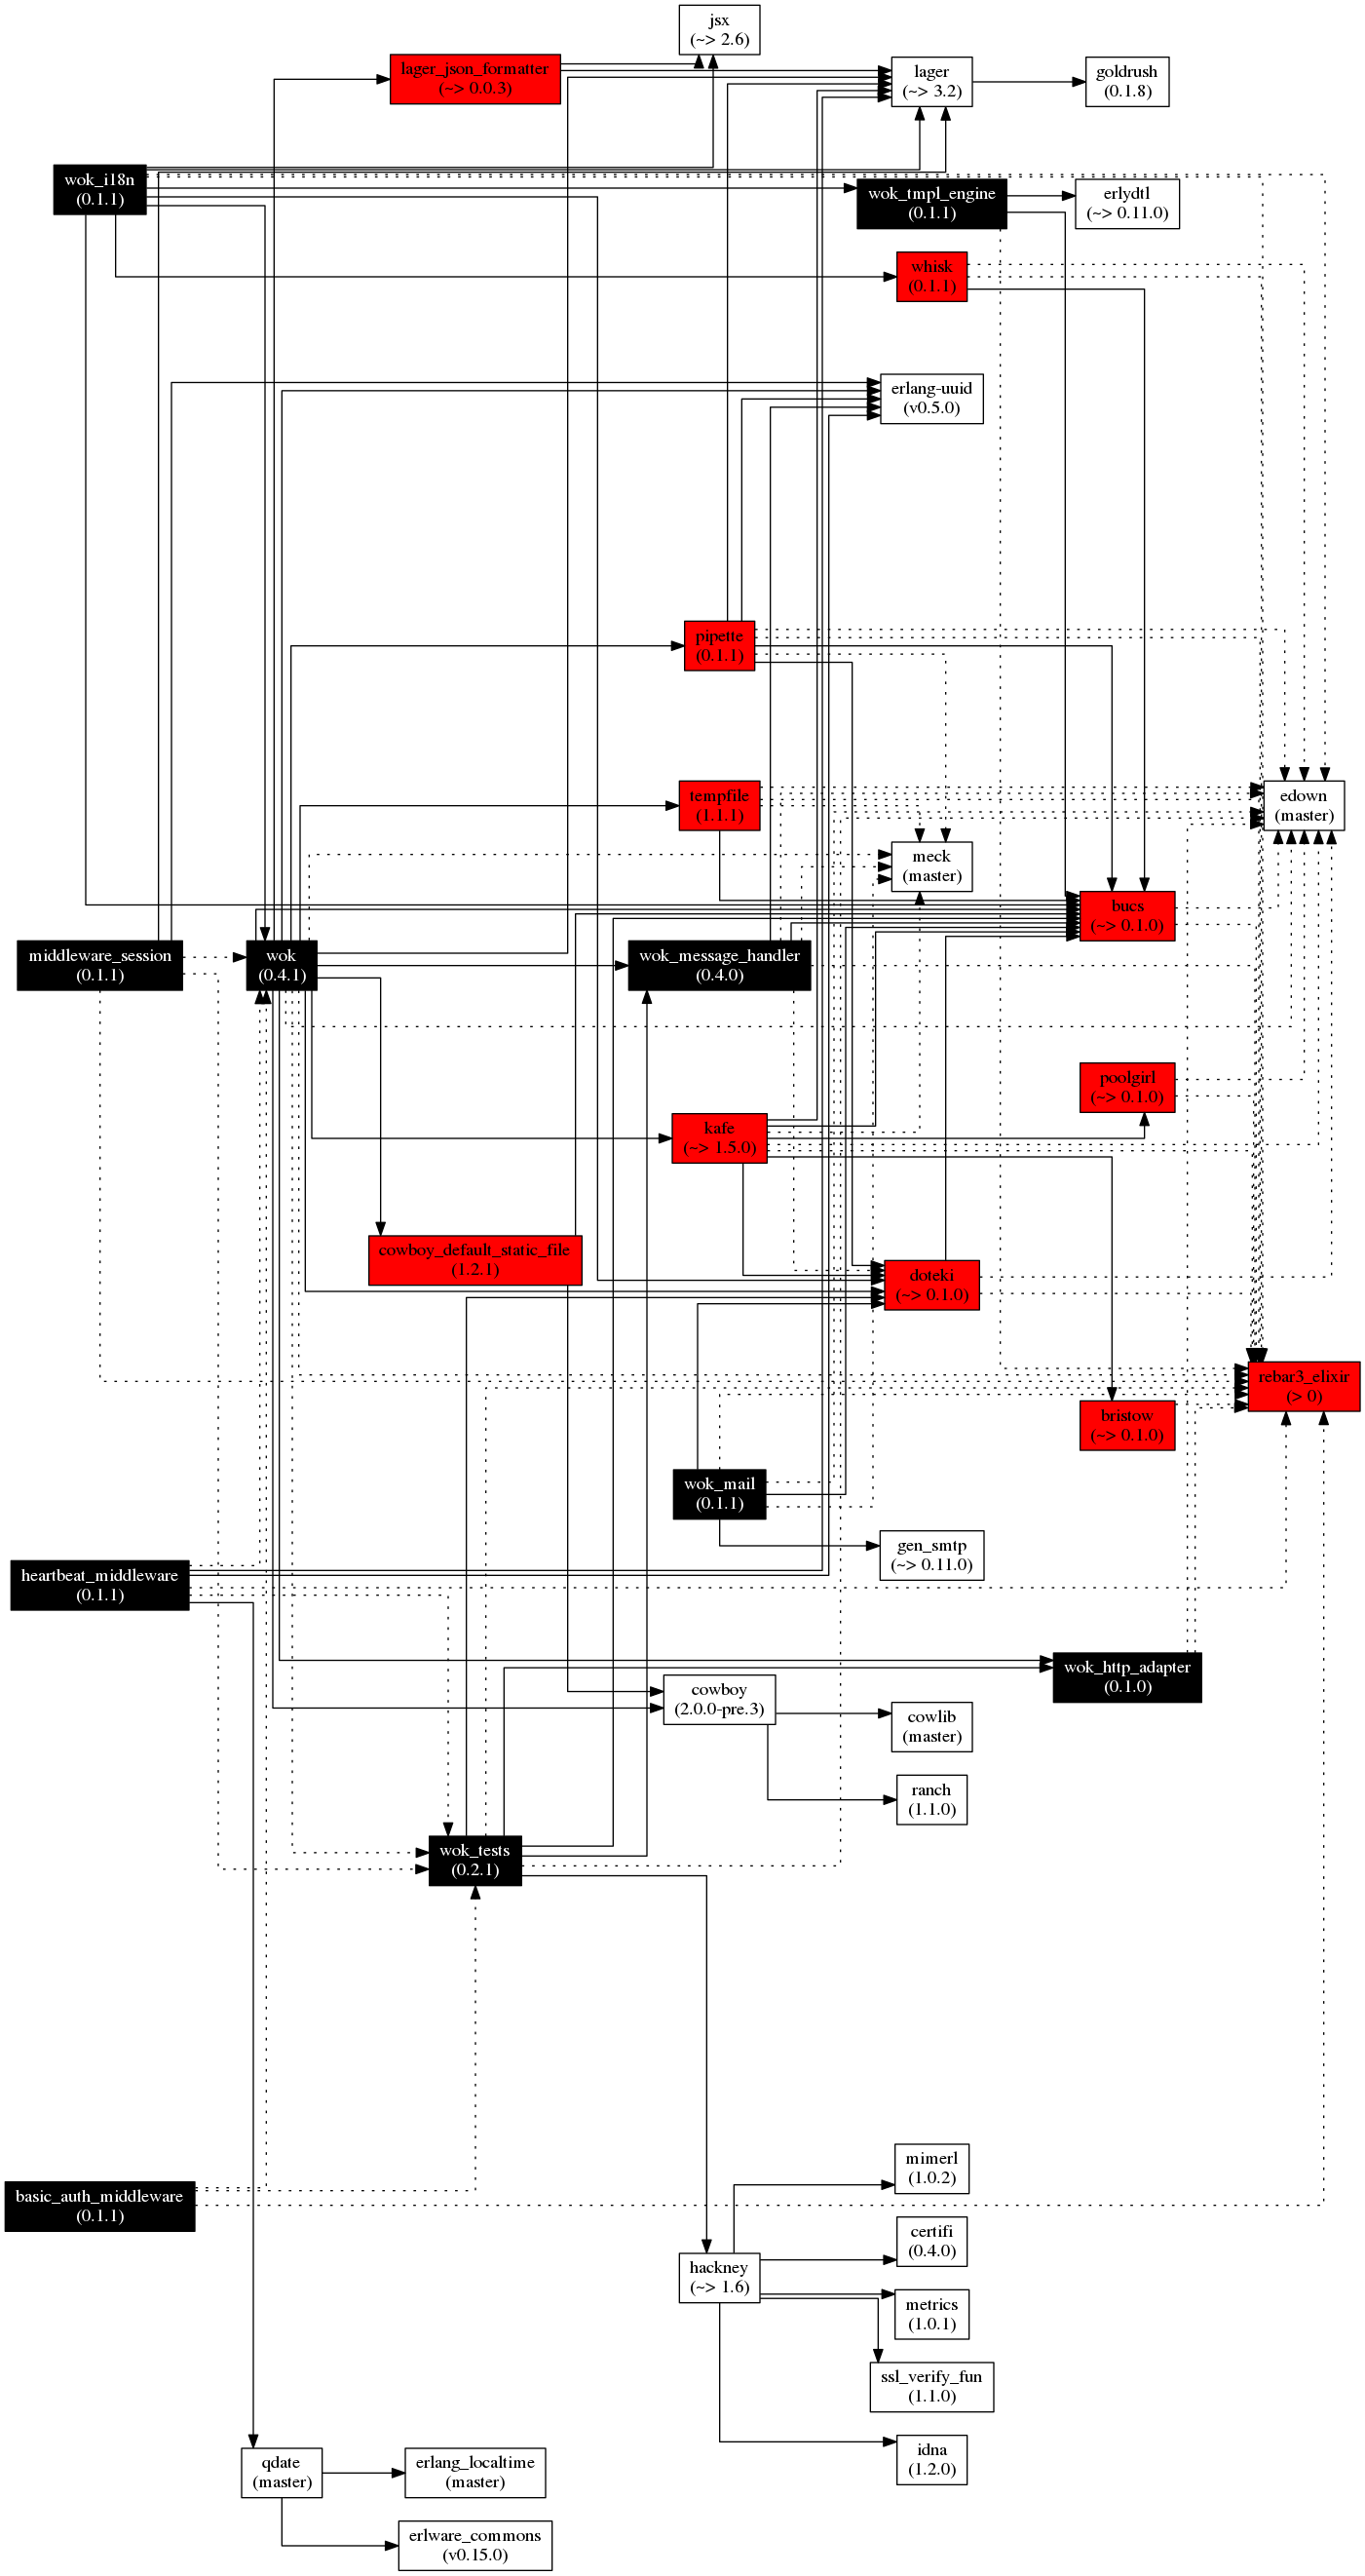 jsx
(~> 2.6)
lager_json_formatter
(~> 0.0.3)
lager
(~> 3.2)
goldrush
(0.1.8)
wok_i18n
(0.1.1)
wok_tmpl_engine
(0.1.1)
erlydtl
(~> 0.11.0)
whisk
(0.1.1)
erlang-uuid
(v0.5.0)
pipette
(0.1.1)
tempfile
(1.1.1)
edown
(master)
meck
(master)
bucs
(~> 0.1.0)
middleware_session
(0.1.1)
wok
(0.4.1)
wok_message_handler
(0.4.0)
poolgirl
(~> 0.1.0)
kafe
(~> 1.5.0)
cowboy_default_static_file
(1.2.1)
doteki
(~> 0.1.0)
rebar3_elixir
(> 0)
bristow
(~> 0.1.0)
wok_mail
(0.1.1)
gen_smtp
(~> 0.11.0)
heartbeat_middleware
(0.1.1)
wok_http_adapter
(0.1.0)
cowboy
(2.0.0-pre.3)
cowlib
(master)
ranch
(1.1.0)
wok_tests
(0.2.1)
mimerl
(1.0.2)
basic_auth_middleware
(0.1.1)
certifi
(0.4.0)
hackney
(~> 1.6)
metrics
(1.0.1)
ssl_verify_fun
(1.1.0)
idna
(1.2.0)
qdate
(master)
erlang_localtime
(master)
erlware_commons
(v0.15.0)